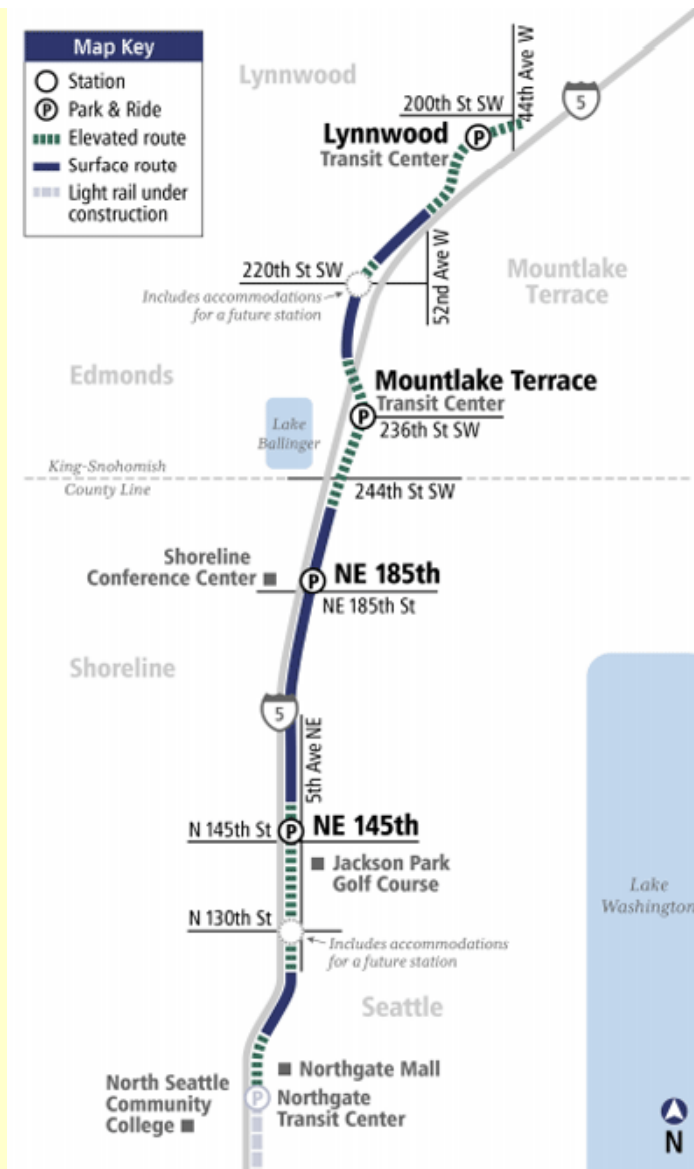 Map Key
Station
P Park & Ride
Elevated route
Surface route
Light rail under
construction
Lynnwood
44th Ave W
200th St SW
5
Lynnwood
P
Transit Center
52nd Ave W
220th St SW
Includes accommodations
for a future station
Mountlake
Terrace
Edmonds
Mountlake Terrace
Transit Center
P
236th St SW
Lake
Ballinger
King-Snohomish
County Line
244th St SW
Shoreline
Conference Center
P
NE 185th
NE 185th St
Shoreline
5
5th Ave NE
N 145th St
P
NE 145th
Jackson Park
Golf Course
N 130th St
Includes accommodations
for a future station
Lake
Washington
Seattle
Northgate Mall
North Seattle
Community
College
P
Northgate
Transit Center
N